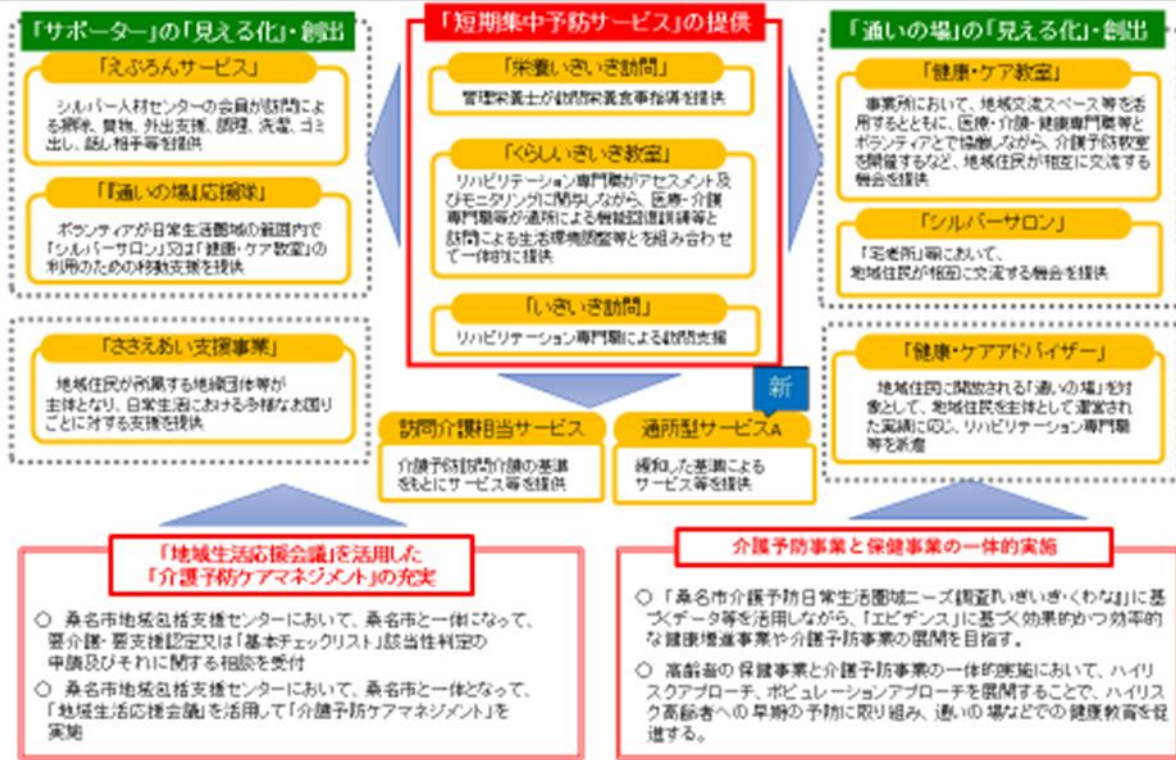 「サポーター」の「見える化」・創出
「えぷろんサービス」
シルバー人材センターの会員が訪問によ
る掃除、買物、外出支援、調理、洗濯、ゴミ
出し、話し相手等を提供
「『通いの場』応援隊」
ボランティアが日常生活圏域の範囲内で
「シルバーサロン」又は「健康・ケア教室」の
利用のための移動支援を提供
「ささえあい支援事業」
地域住民が所属する地縁団体等が
主体となり、日常生活における多様なお困り
ごとに対する支援を提供
「短期集中予防サービス」の提供
「栄養いきいき訪問」
管理栄養士が訪問栄養食事指導を提供
「くらしいきいき教室」
リハビリテーション専門職がアセスメント及
びモニタリングに関与しながら、医療・介護
専門職等が通所による機能回復訓練等と
訪問による生活環境調整等とを組み合わせ
て一体的に提供
「いきいき訪問」
リハビリテーション専門職による訪問支援
新
訪問介護相当サービス
介護予防訪問介護の基準
をもとにサービス等を提供
通所型サービスA
緩和した基準による
サービス等を提供
「通いの場」の「見える化」・創出
「健康・ケア教室」
事業所において、地域交流スペース等を活
用するとともに、医療・介護・健康専門職等と
ボランティアとで協働しながら、介護予防教室
を開催するなど、地域住民が相互に交流する
機会を提供
「シルバーサロン」
「宅老所」等において、
地域住民が相互に交流する機会を提供
「健康・ケアアドバイザー」
地域住民に開放される「通いの場」を対
象として、地域住民を主体として運営され
た実績に応じ、リハビリテーション専門職
等を派遣
「地域生活応援会議」を活用した
「介護予防ケアマネジメント」の充実
○ 桑名市地域包括支援センターにおいて、桑名市と一体になって、
要介護・要支援認定又は「基本チェックリスト」該当性判定の
申請及びそれに関する相談を受付
○ 桑名市地域包括支援センターにおいて、桑名市と一体となって、
「地域生活応援会議」を活用して「介護予防ケアマネジメント」を
実施
介護予防事業と保健事業の一体的実施
○ 「桑名市介護予防日常生活圏域ニーズ調査『いきいき・くわな』」に基
づくデータ等を活用しながら、「エビデンス」に基づく効果的かつ効率的
な健康増進事業や介護予防事業の展開を目指す。
○ 高齢者の保健事業と介護予防事業の一体的実施において、ハイリ
スクアプローチ、ポピュレーションアプローチを展開することで、ハイリス
ク高齢者への早期の予防に取り組み、通いの場などでの健康教育を促
進する。